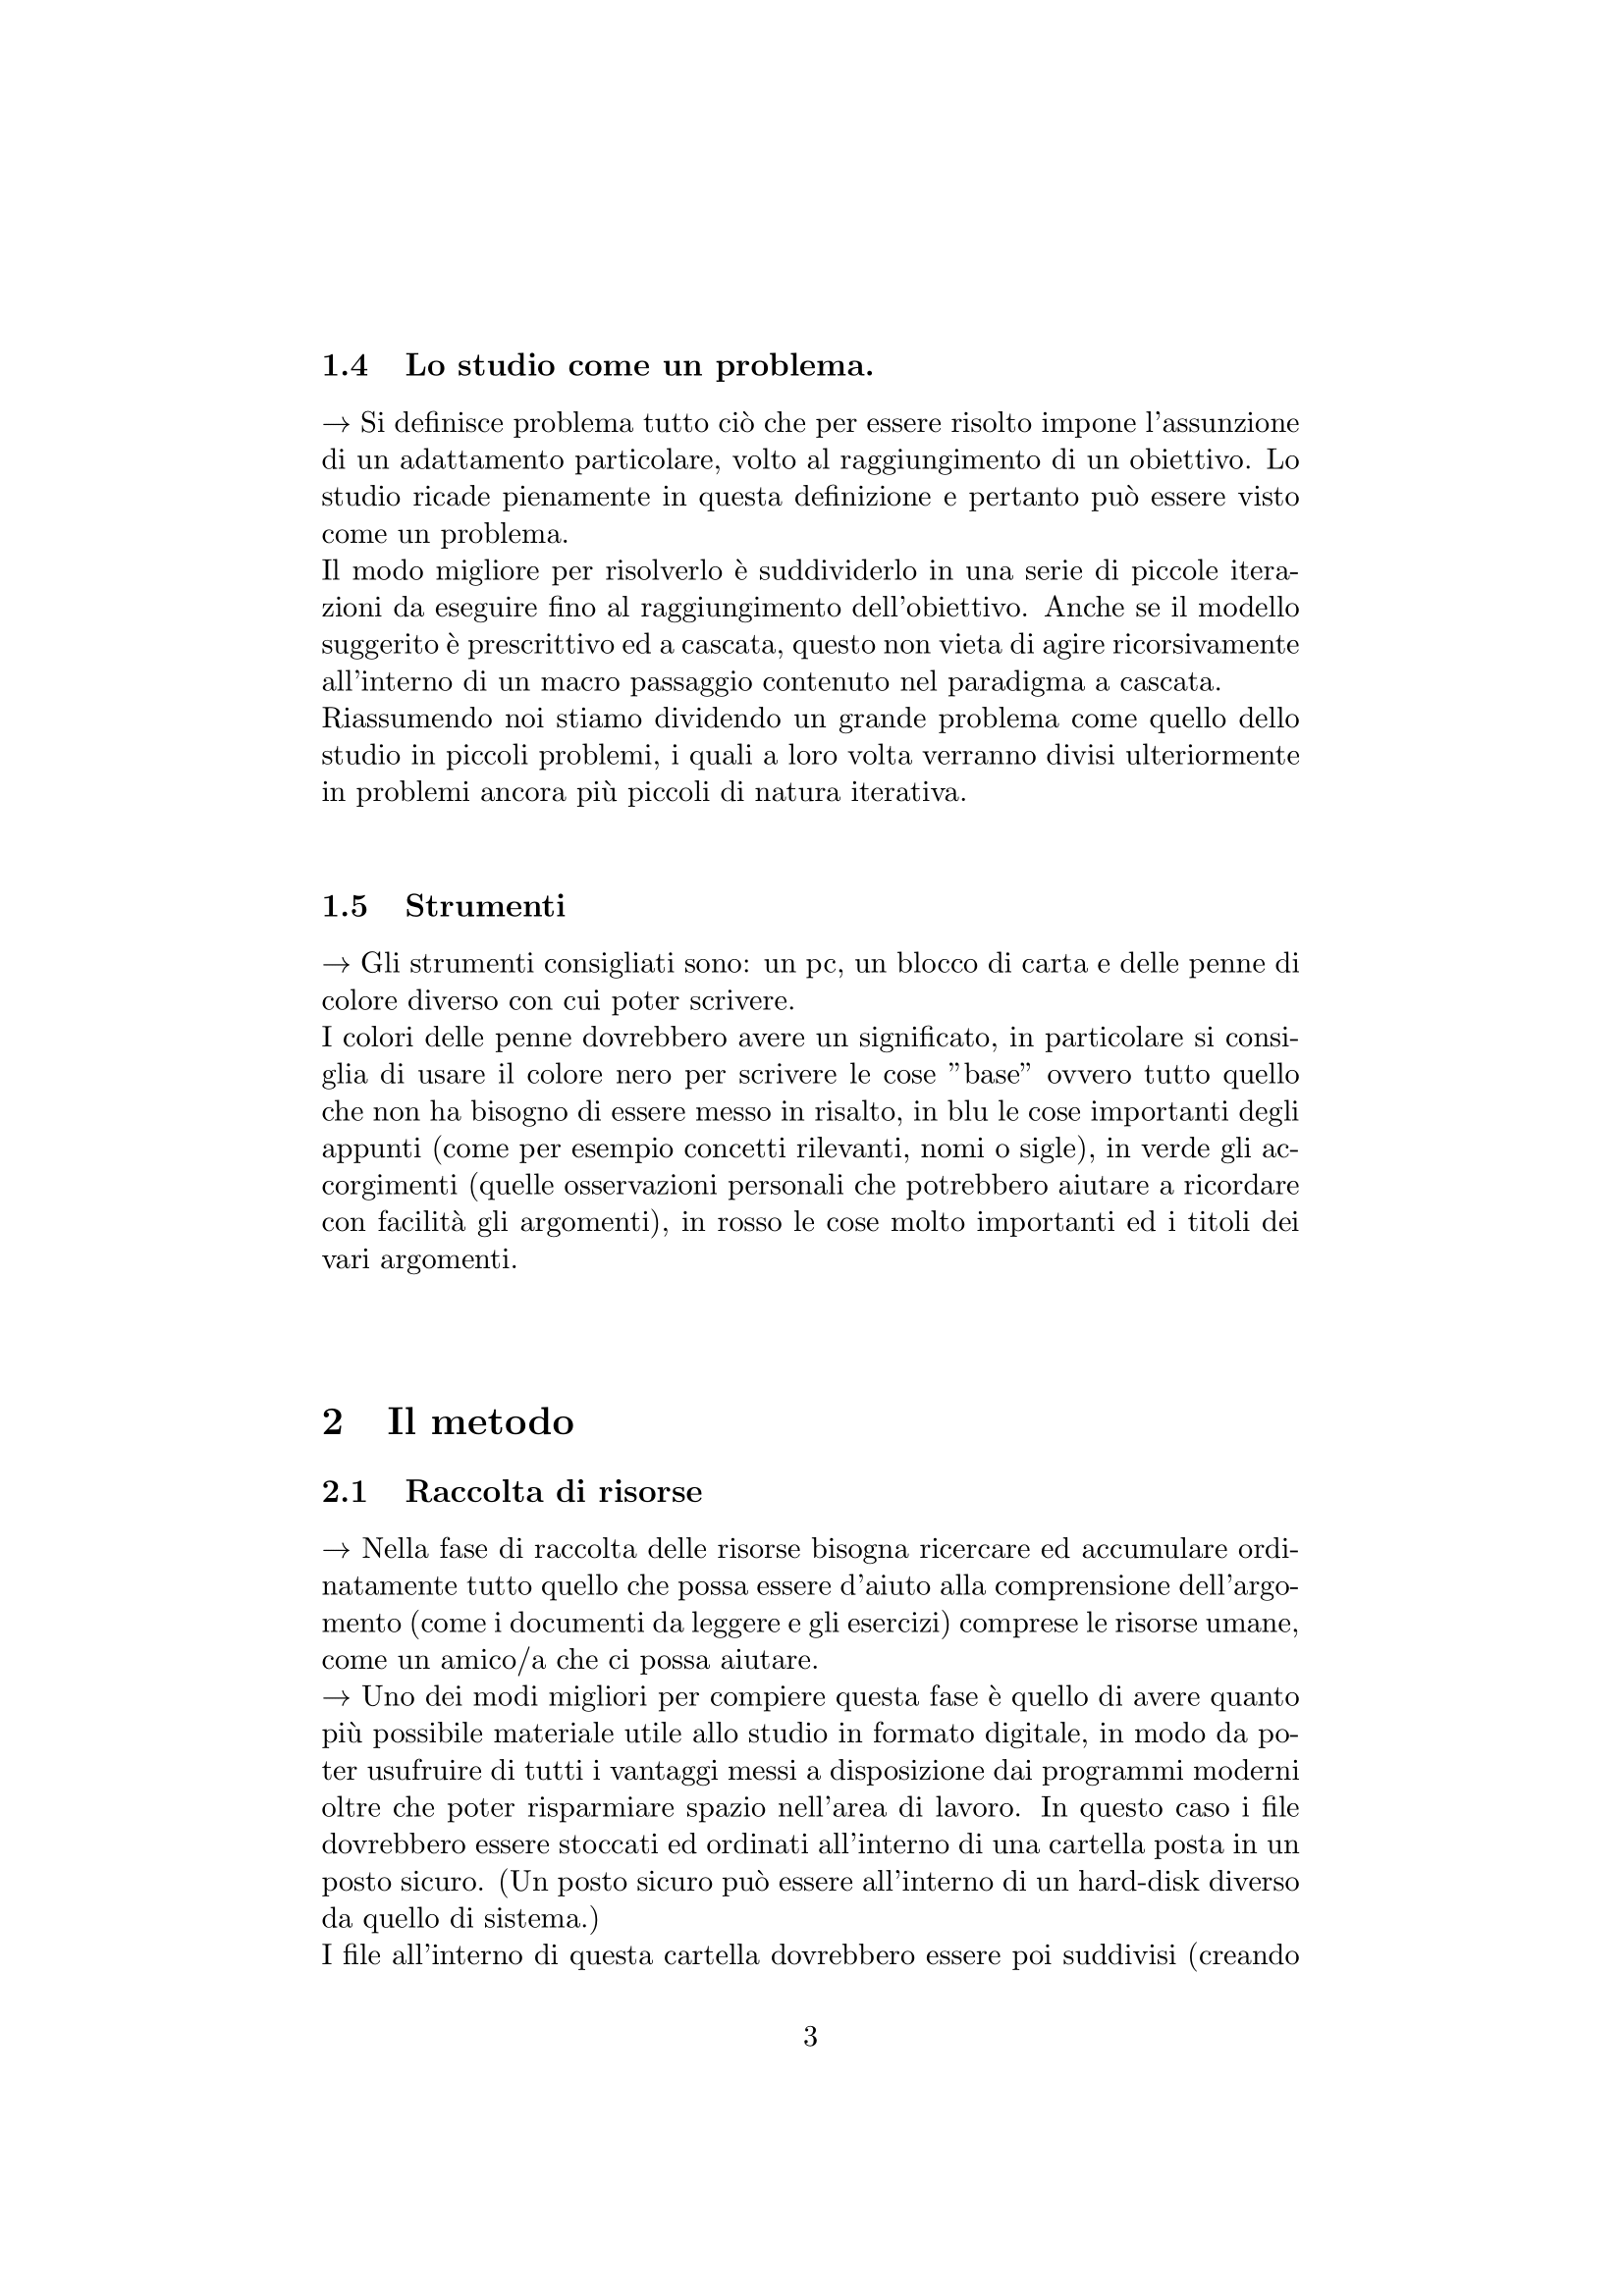 1.4 Lo studio come un problema.
→ Si definisce problema tutto ciò che per essere risolto impone l'assunzione
di un adattamento particolare, volto al raggiungimento di un obiettivo. Lo
studio ricade pienamente in questa definizione e pertanto può essere visto
come un problema.
Il modo migliore per risolverlo è suddividerlo in una serie di piccole itera-
zioni da eseguire fino al raggiungimento dell'obiettivo. Anche se il modello
suggerito è prescrittivo ed a cascata, questo non vieta di agire ricorsivamente
all'interno di un macro passaggio contenuto nel paradigma a cascata.
Riassumendo noi stiamo dividendo un grande problema come quello dello
studio in piccoli problemi, i quali a loro volta verranno divisi ulteriormente
in problemi ancora più piccoli di natura iterativa.
1.5 Strumenti
→ Gli strumenti consigliati sono: un pc, un blocco di carta e delle penne di
colore diverso con cui poter scrivere.
I colori delle penne dovrebbero avere un significato, in particolare si consi-
glia di usare il colore nero per scrivere le cose ”base” ovvero tutto quello
che non ha bisogno di essere messo in risalto, in blu le cose importanti degli
appunti (come per esempio concetti rilevanti, nomi o sigle), in verde gli ac-
corgimenti (quelle osservazioni personali che potrebbero aiutare a ricordare
con facilità gli argomenti), in rosso le cose molto importanti ed i titoli dei
vari argomenti.
2 Il metodo
2.1 Raccolta di risorse
→ Nella fase di raccolta delle risorse bisogna ricercare ed accumulare ordi-
natamente tutto quello che possa essere d'aiuto alla comprensione dell'argo-
mento (come i documenti da leggere e gli esercizi) comprese le risorse umane,
come un amico/a che ci possa aiutare.
→ Uno dei modi migliori per compiere questa fase è quello di avere quanto
più possibile materiale utile allo studio in formato digitale, in modo da po-
ter usufruire di tutti i vantaggi messi a disposizione dai programmi moderni
oltre che poter risparmiare spazio nell'area di lavoro. In questo caso i file
dovrebbero essere stoccati ed ordinati all'interno di una cartella posta in un
posto sicuro. (Un posto sicuro può essere all'interno di un hard-disk diverso
da quello di sistema.)
I file all'interno di questa cartella dovrebbero essere poi suddivisi (creando
3